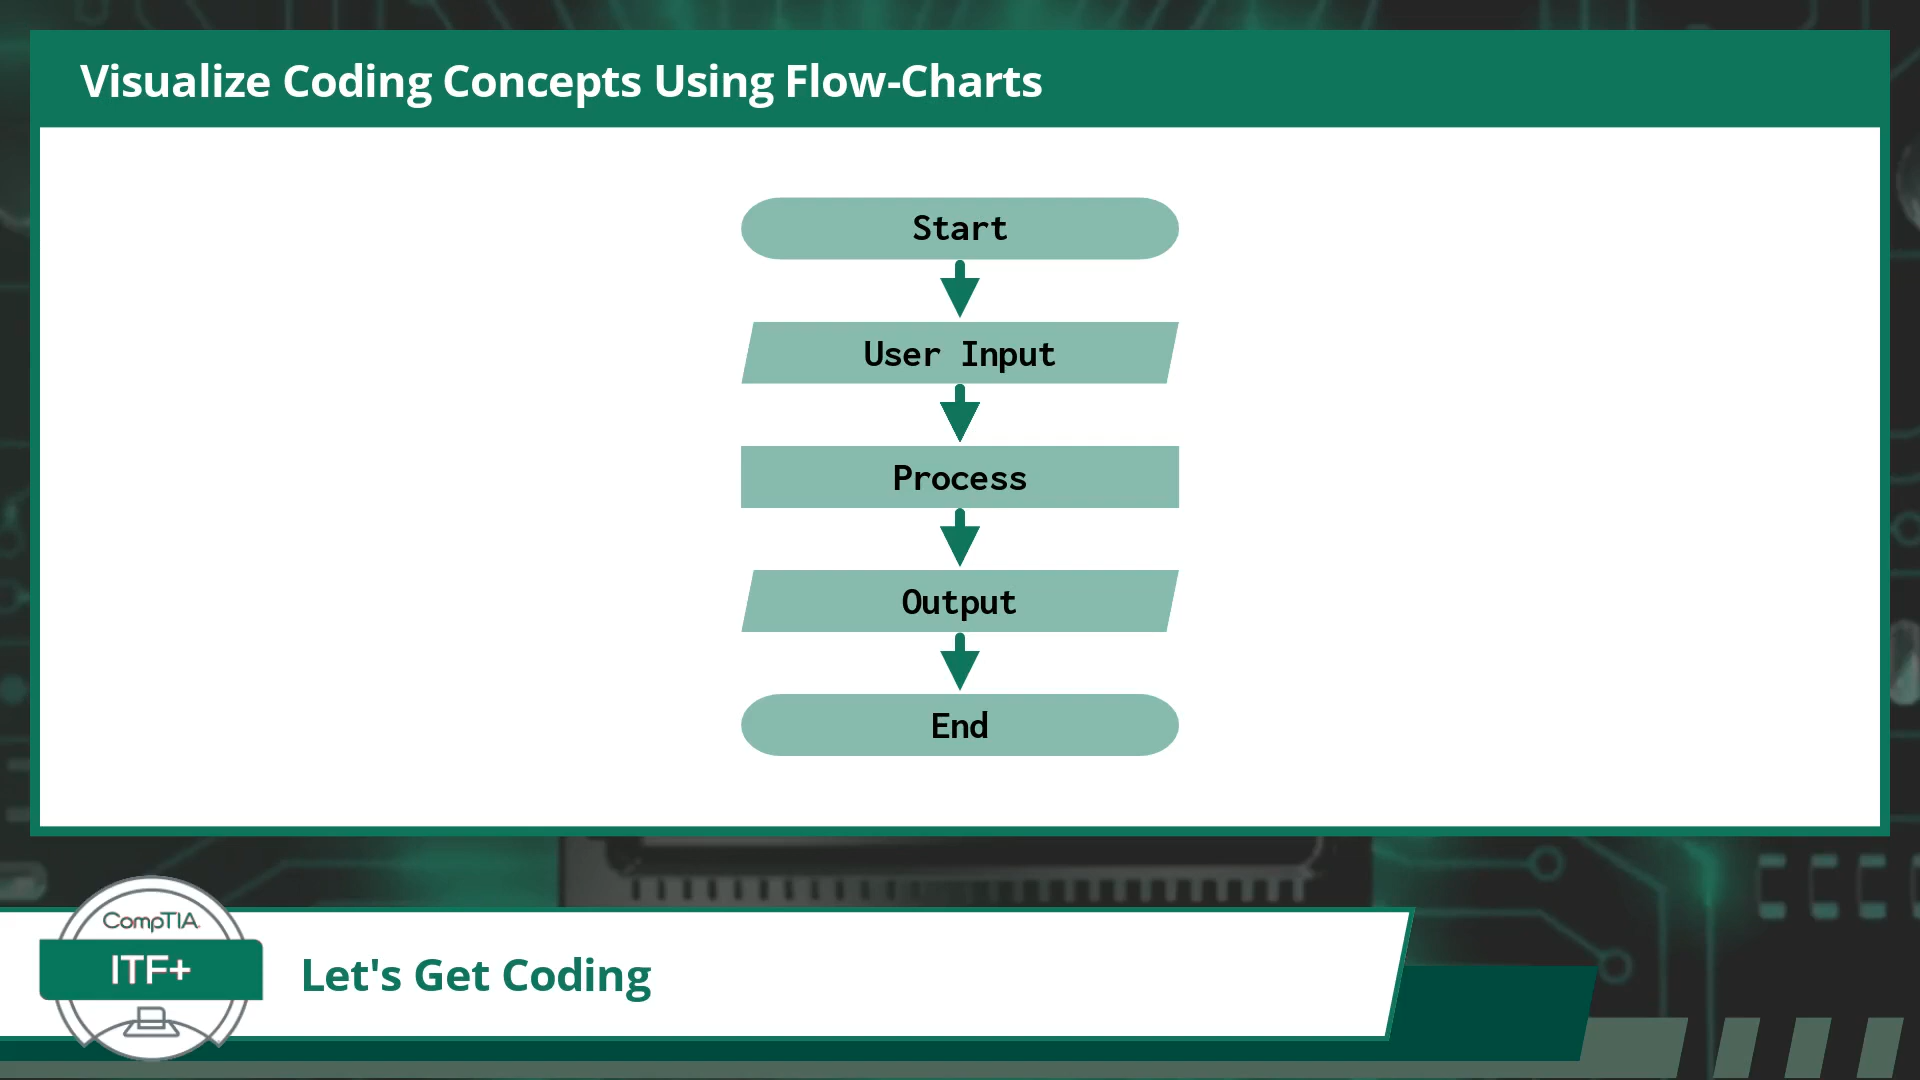 Visualize Coding Concepts Using Flow-Charts
Start
User Input
Process
Output
End
CompTIA.
ITF+
Let's Get Coding